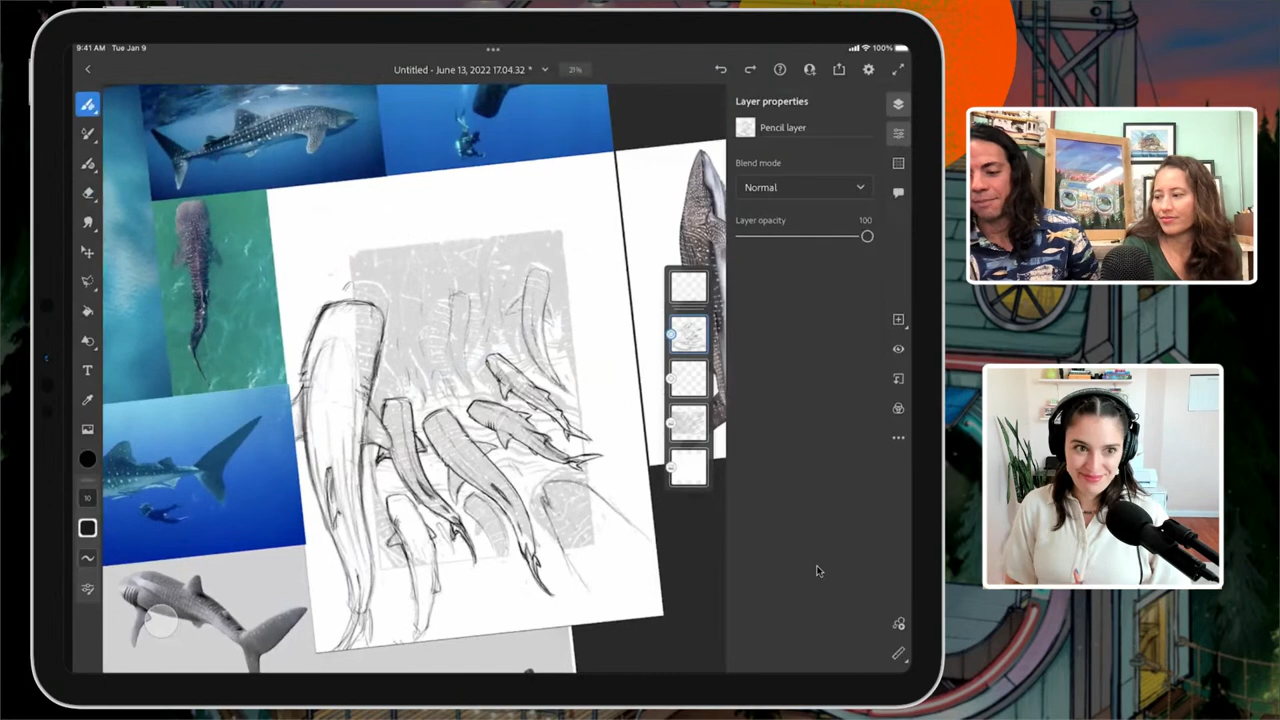 9:41 AM Tue Jan 9
100%
Untitled - June 13, 2022 17.04.32 *
21%
Layer properties
Pencil layer
Blend mode
Normal
Layer opacity 100
T
10